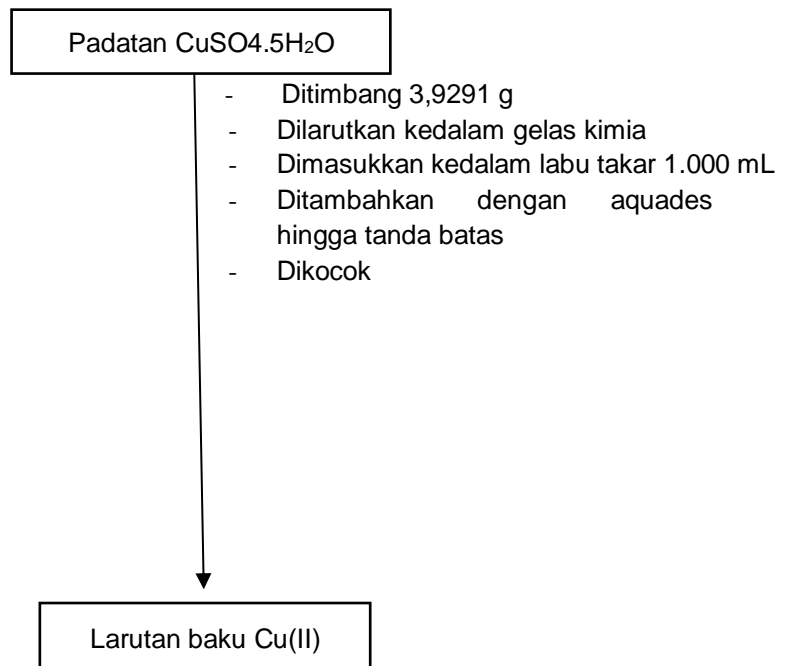 Padatan CuSO4.5H₂O
- Ditimbang 3,9291 g
- Dilarutkan kedalam gelas kimia
- Dimasukkan kedalam labu takar 1.000 mL
- Ditambahkan dengan aquades
hingga tanda batas
- Dikocok
Larutan baku Cu(II)